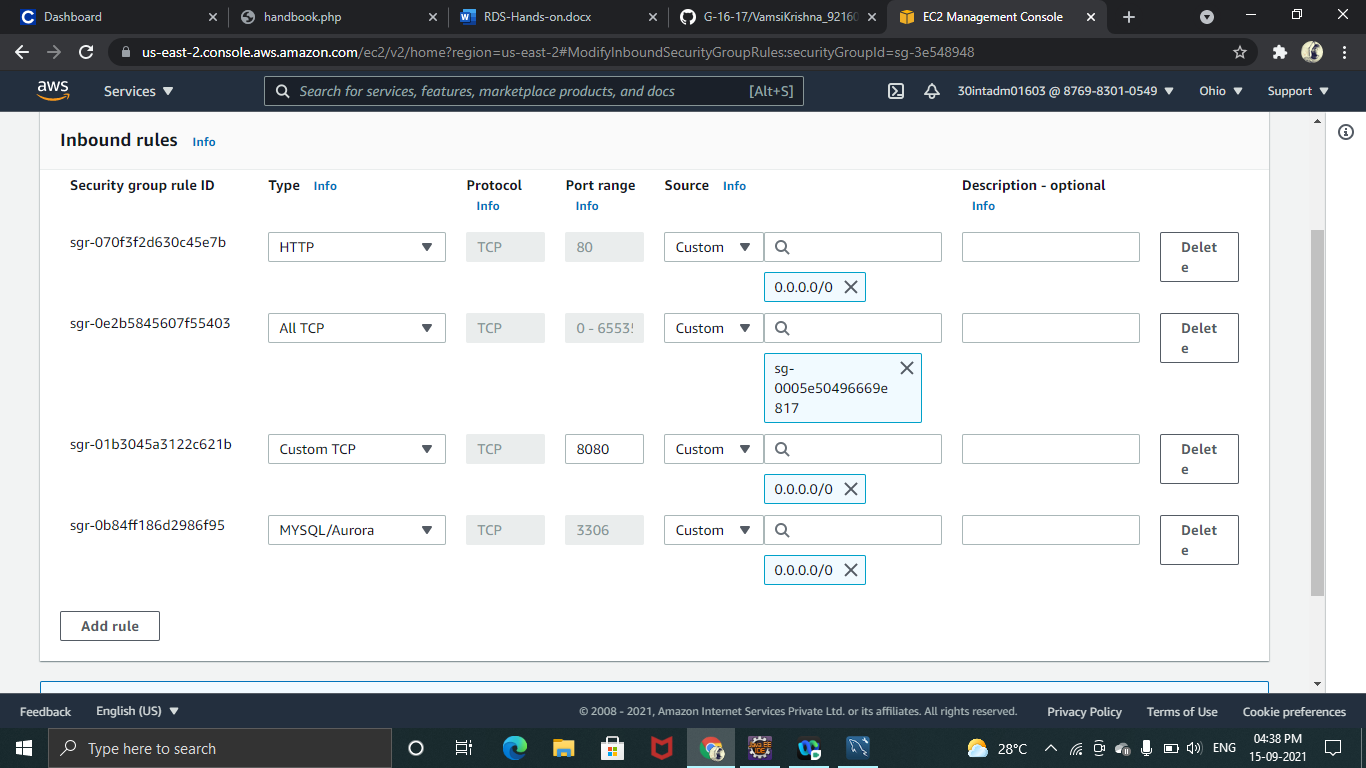 Dashboard
handbook.php
RDS-Hands-on.docx
G-16-17/VamsiKrishna_92160
EC2 Management Console
us-east-2.console.aws.amazon.com/ec2/v2/home?region=us-east-2#ModifyInboundSecurityGroupRules:securityGroupId=sg-3e548948
aws
Services
Search for services, features, marketplace products, and docs [Alt+S]
30intadm01603 @ 8769-8301-0549
Ohio
Support
Inbound rules Info
Security group rule ID Type Info Protocol Info Port range Info Source Info Description - optional Info
sgr-070f3f2d630c45e7b HTTP TCP 80 Custom Delet
e
0.0.0.0/0
sgr-0e2b5845607f55403 All TCP TCP 0 - 6553 Custom Delet
e
sg-
0005e50496669e
817
sgr-01b3045a3122c621b Custom TCP TCP 8080 Custom Delet
e
0.0.0.0/0
sgr-0b84ff186d2986f95 MYSQL/Aurora TCP 3306 Custom Delet
e
0.0.0.0/0
Add rule
Feedback English (US) © 2008 - 2021, Amazon Internet Services Private Ltd. or its affiliates. All rights reserved. Privacy Policy Terms of Use Cookie preferences
Type here to search
28°C
ENG
04:38 PM
15-09-2021